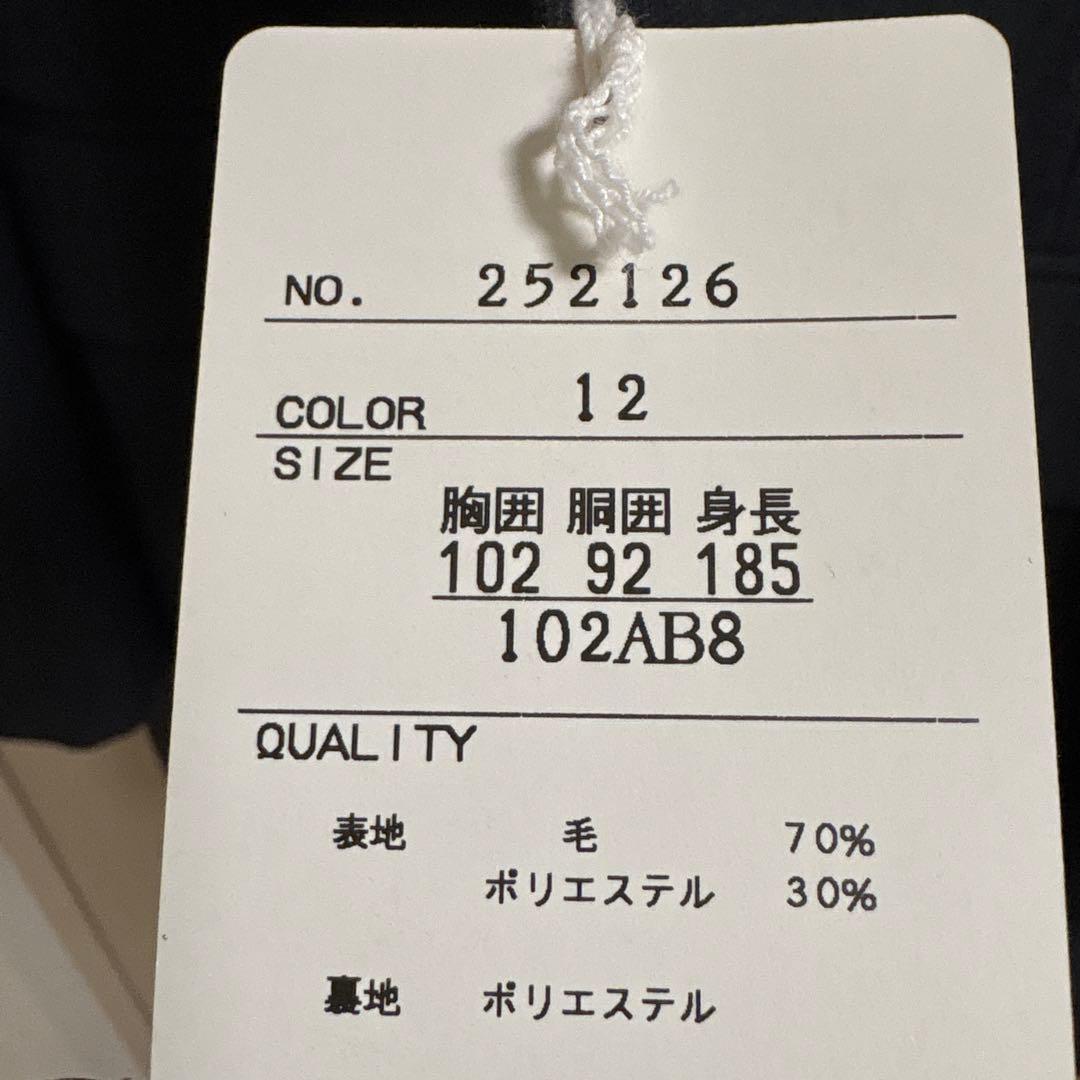 NO. 252126
COLOR 12
SIZE
胸囲 胴囲 身長
102 92 185
102AB8
QUALITY
表地 毛 70%
ポリエステル 30%
裏地 ポリエステル